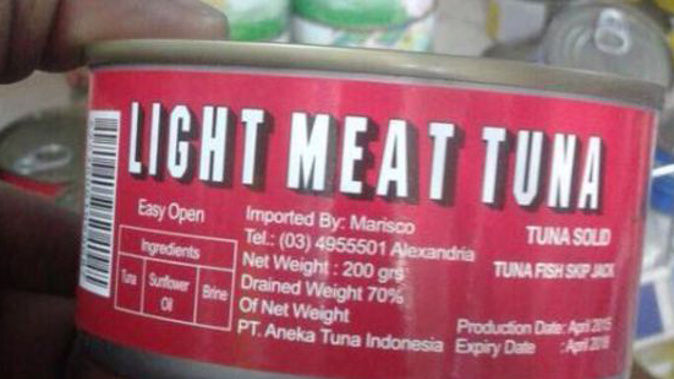 LIGHT MEAT TUNA
Easy Open
Ingredients
Tuna
Sunflower Oil
Brine
Imported By: Marisco
Tel.: (03) 4955501 Alexandria
Net Weight : 200 grs
Drained Weight 70%
Of Net Weight
PT. Aneka Tuna Indonesia
TUNA SOLID
TUNA FISH SKIP JACK
Production Date: April 2015
Expiry Date : April 2018